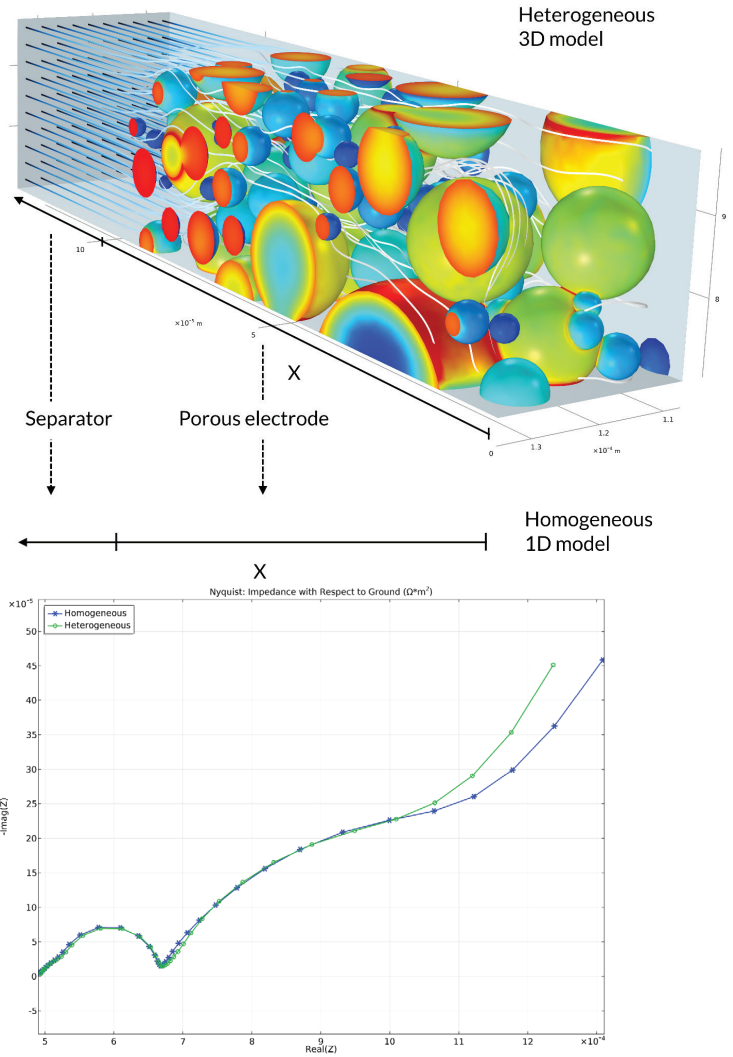 Heterogeneous
3D model
10
×10⁻⁵ m
5
0
9
8
1.3
1.2
1.1
×10⁻⁴ m
X
Separator
Porous electrode
Homogeneous
1D model
X
Nyquist: Impedance with Respect to Ground (Ω*m²)
×10⁻⁵
Homogeneous
Heterogeneous
50
45
40
35
30
25
20
15
10
5
0
-5
-Imag(Z)
5 6 7 8 9 10 11 12 ×10⁻⁴
Real(Z)